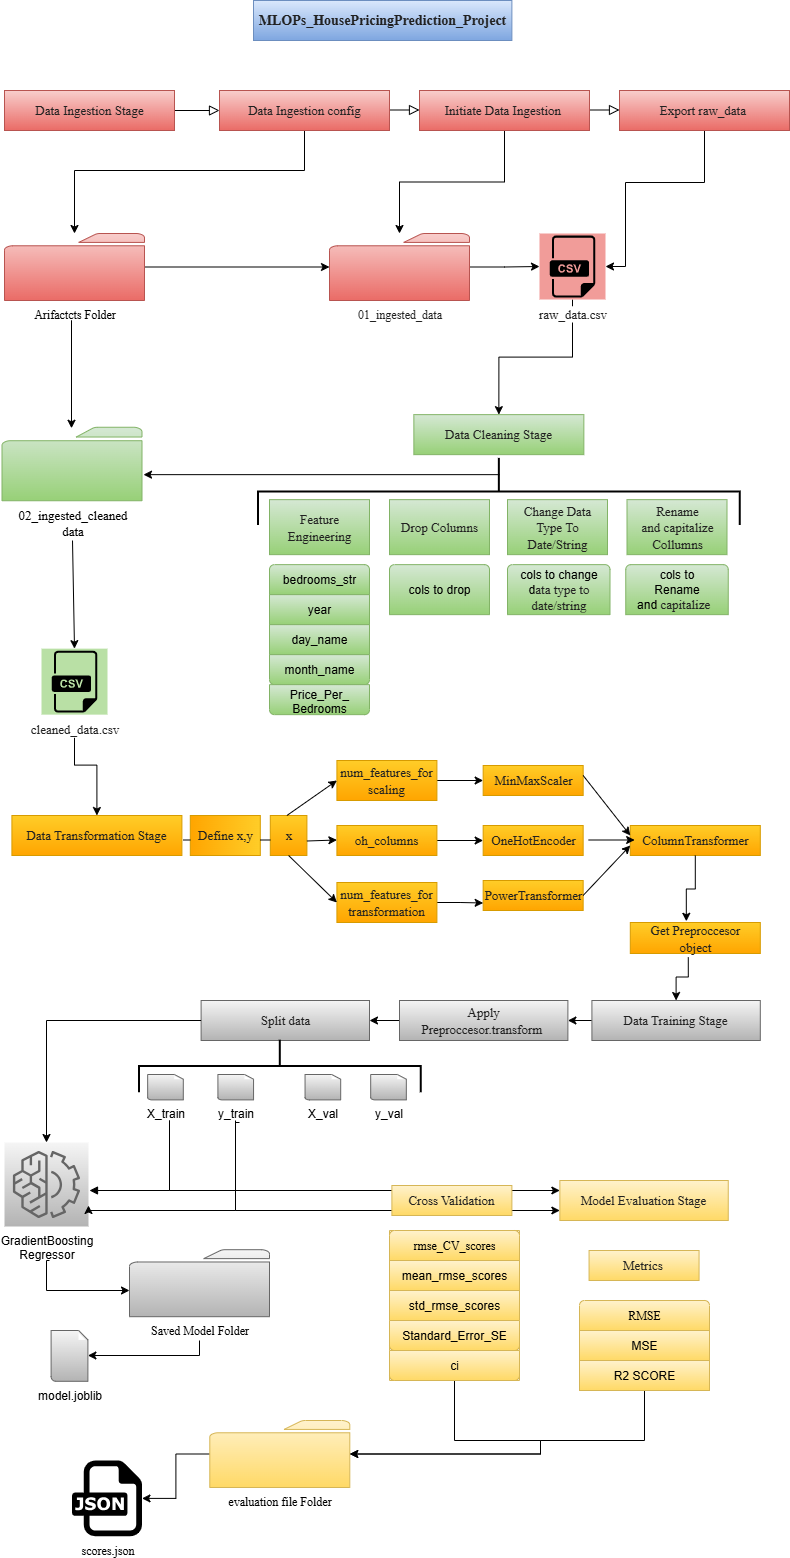 MLOPs_HousePricingPrediction_Project
Data Ingestion Stage
Data Ingestion config
Initiate Data Ingestion
Export raw_data
CSV
Arifactcts Folder
01_ingested_data
raw_data.csv
Data Cleaning Stage
02_ingested_cleaned
data
Feature
Engineering
Drop Columns
Change Data
Type To
Date/String
Rename
and capitalize
Collumns
bedrooms_str
year
day_name
month_name
Price_Per_
Bedrooms
cols to drop
cols to change
data type to
date/string
cols to
Rename
and capitalize
CSV
cleaned_data.csv
Data Transformation Stage
Define x,y
x
num_features_for
scaling
MinMaxScaler
oh_columns
OneHotEncoder
ColumnTransformer
num_features_for
transformation
PowerTransformer
Get Preproccesor
object
Data Training Stage
Apply
Preproccesor.transform
Split data
X_train
y_train
X_val
y_val
GradientBoosting
Regressor
Cross Validation
Model Evaluation Stage
rmse_CV_scores
mean_rmse_scores
std_rmse_scores
Standard_Error_SE
ci
Metrics
RMSE
MSE
R2 SCORE
Saved Model Folder
model.joblib
evaluation file Folder
JSON
scores.json